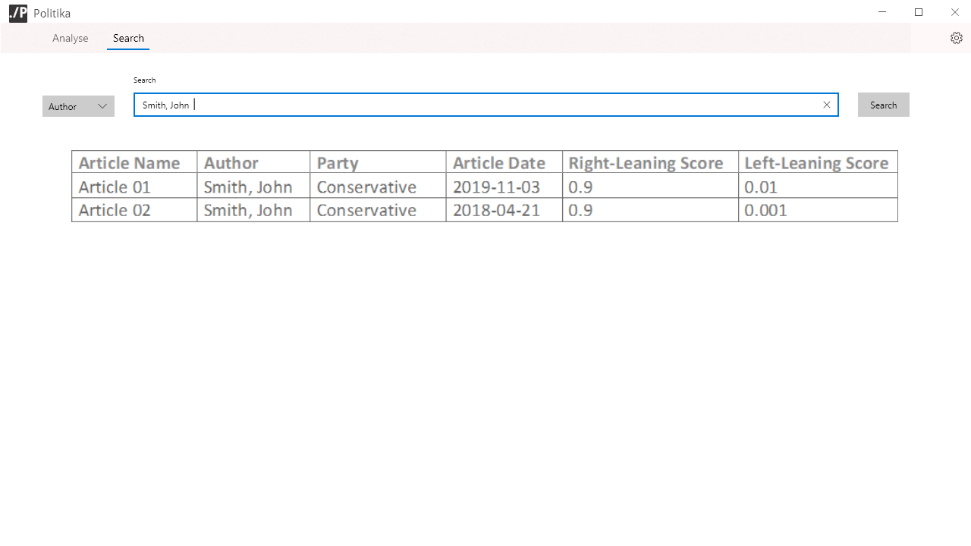 ./P Politika
Analyse Search
Search
Author Smith, John Search
Article Name Author Party Article Date Right-Leaning Score Left-Leaning Score
Article 01 Smith, John Conservative 2019-11-03 0.9 0.01
Article 02 Smith, John Conservative 2018-04-21 0.9 0.001